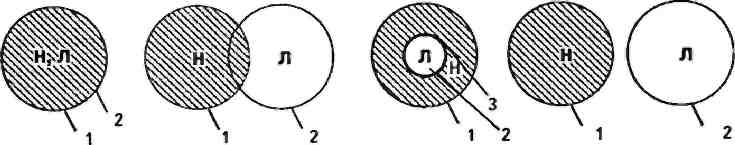 Н, Л
Н Л
Л
Н
Н Л
1 2
1 2
1 2 3
1 2